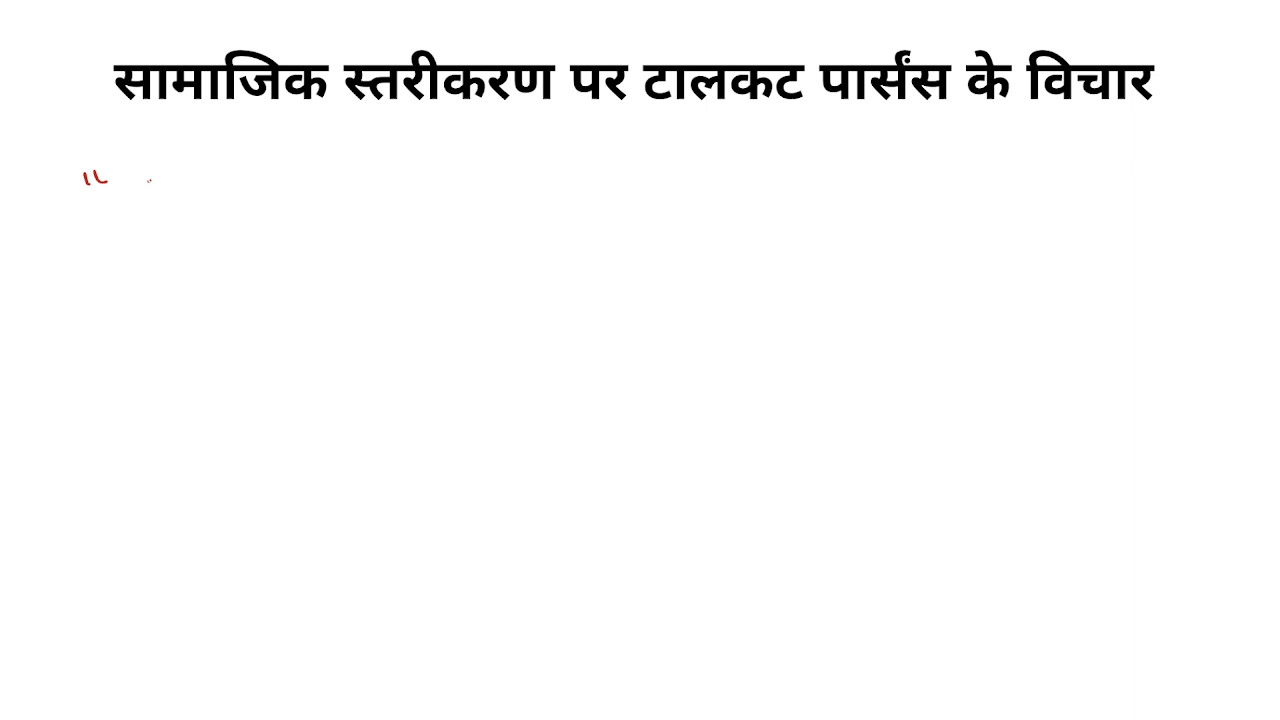 सामाजिक स्तरीकरण पर टालकट पार्संस के विचार